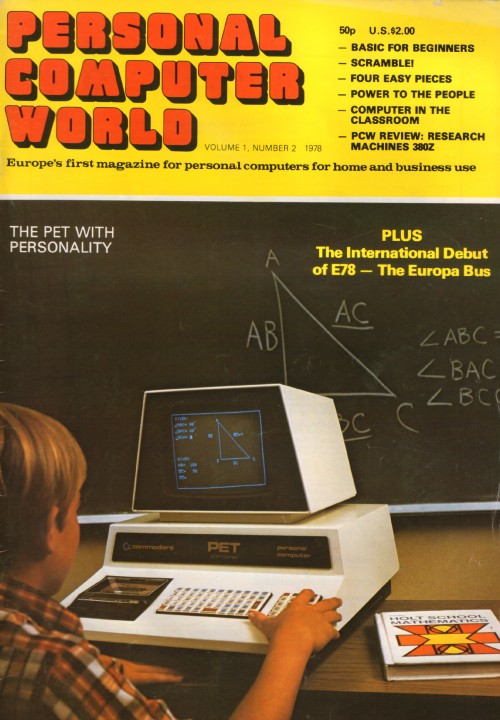 PERSONAL
COMPUTER
WORLD
VOLUME 1, NUMBER 2 1978
50p U.S.$2.00
— BASIC FOR BEGINNERS
— SCRAMBLE!
— FOUR EASY PIECES
— POWER TO THE PEOPLE
— COMPUTER IN THE
CLASSROOM
— PCW REVIEW: RESEARCH
MACHINES 380Z
Europe's first magazine for personal computers for home and business use
THE PET WITH
PERSONALITY
PLUS
The International Debut
of E78 — The Europa Bus
A
AB
AC
BC
C
∠ABC =
∠BAC
∠BC
commodore
PET
personal
computer
HOLT SCHOOL
MATHEMATICS